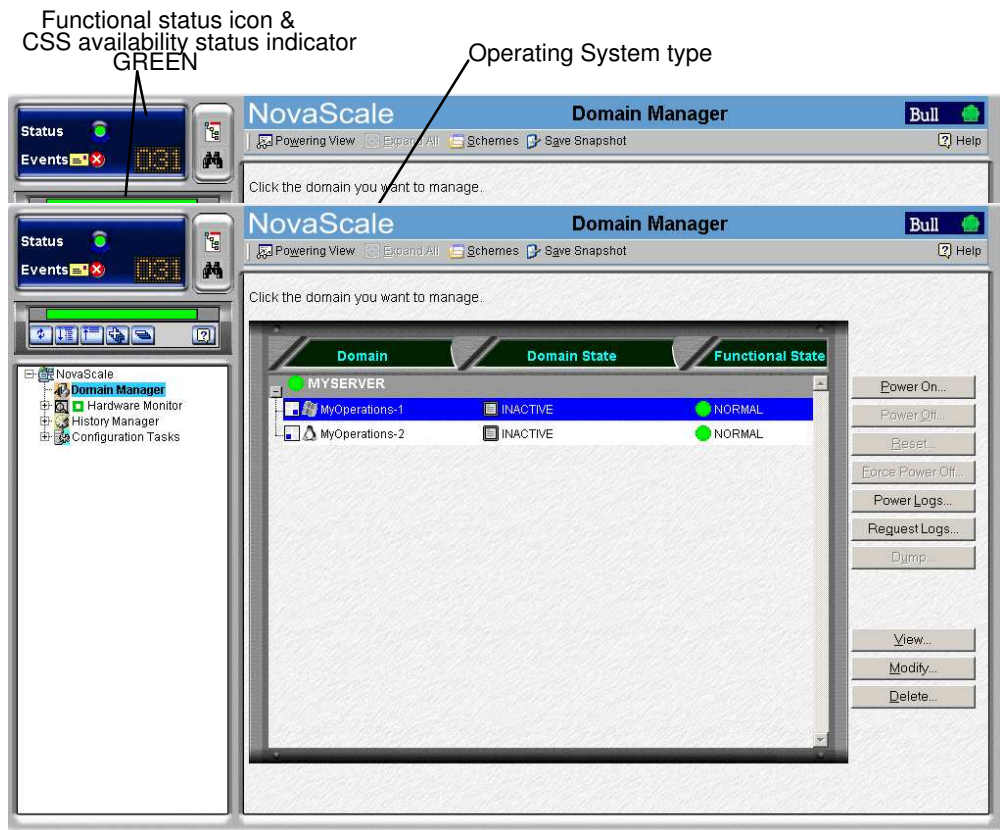 Functional status icon &
CSS availability status indicator
GREEN
Operating System type
Status
Events
031
NovaScale
Domain Manager
Bull
Powering View
Expand All
Schemes
Save Snapshot
Help
Click the domain you want to manage.
Status
Events
031
NovaScale
Domain Manager
Bull
Powering View
Expand All
Schemes
Save Snapshot
Help
Click the domain you want to manage.
NovaScale
Domain Manager
Hardware Monitor
History Manager
Configuration Tasks
Domain
Domain State
Functional State
MYSERVER
MyOperations-1
INACTIVE
NORMAL
MyOperations-2
INACTIVE
NORMAL
Power On...
Power Off...
Reset...
Force Power Off...
Power Logs...
Request Logs...
Dump...
View...
Modify...
Delete...